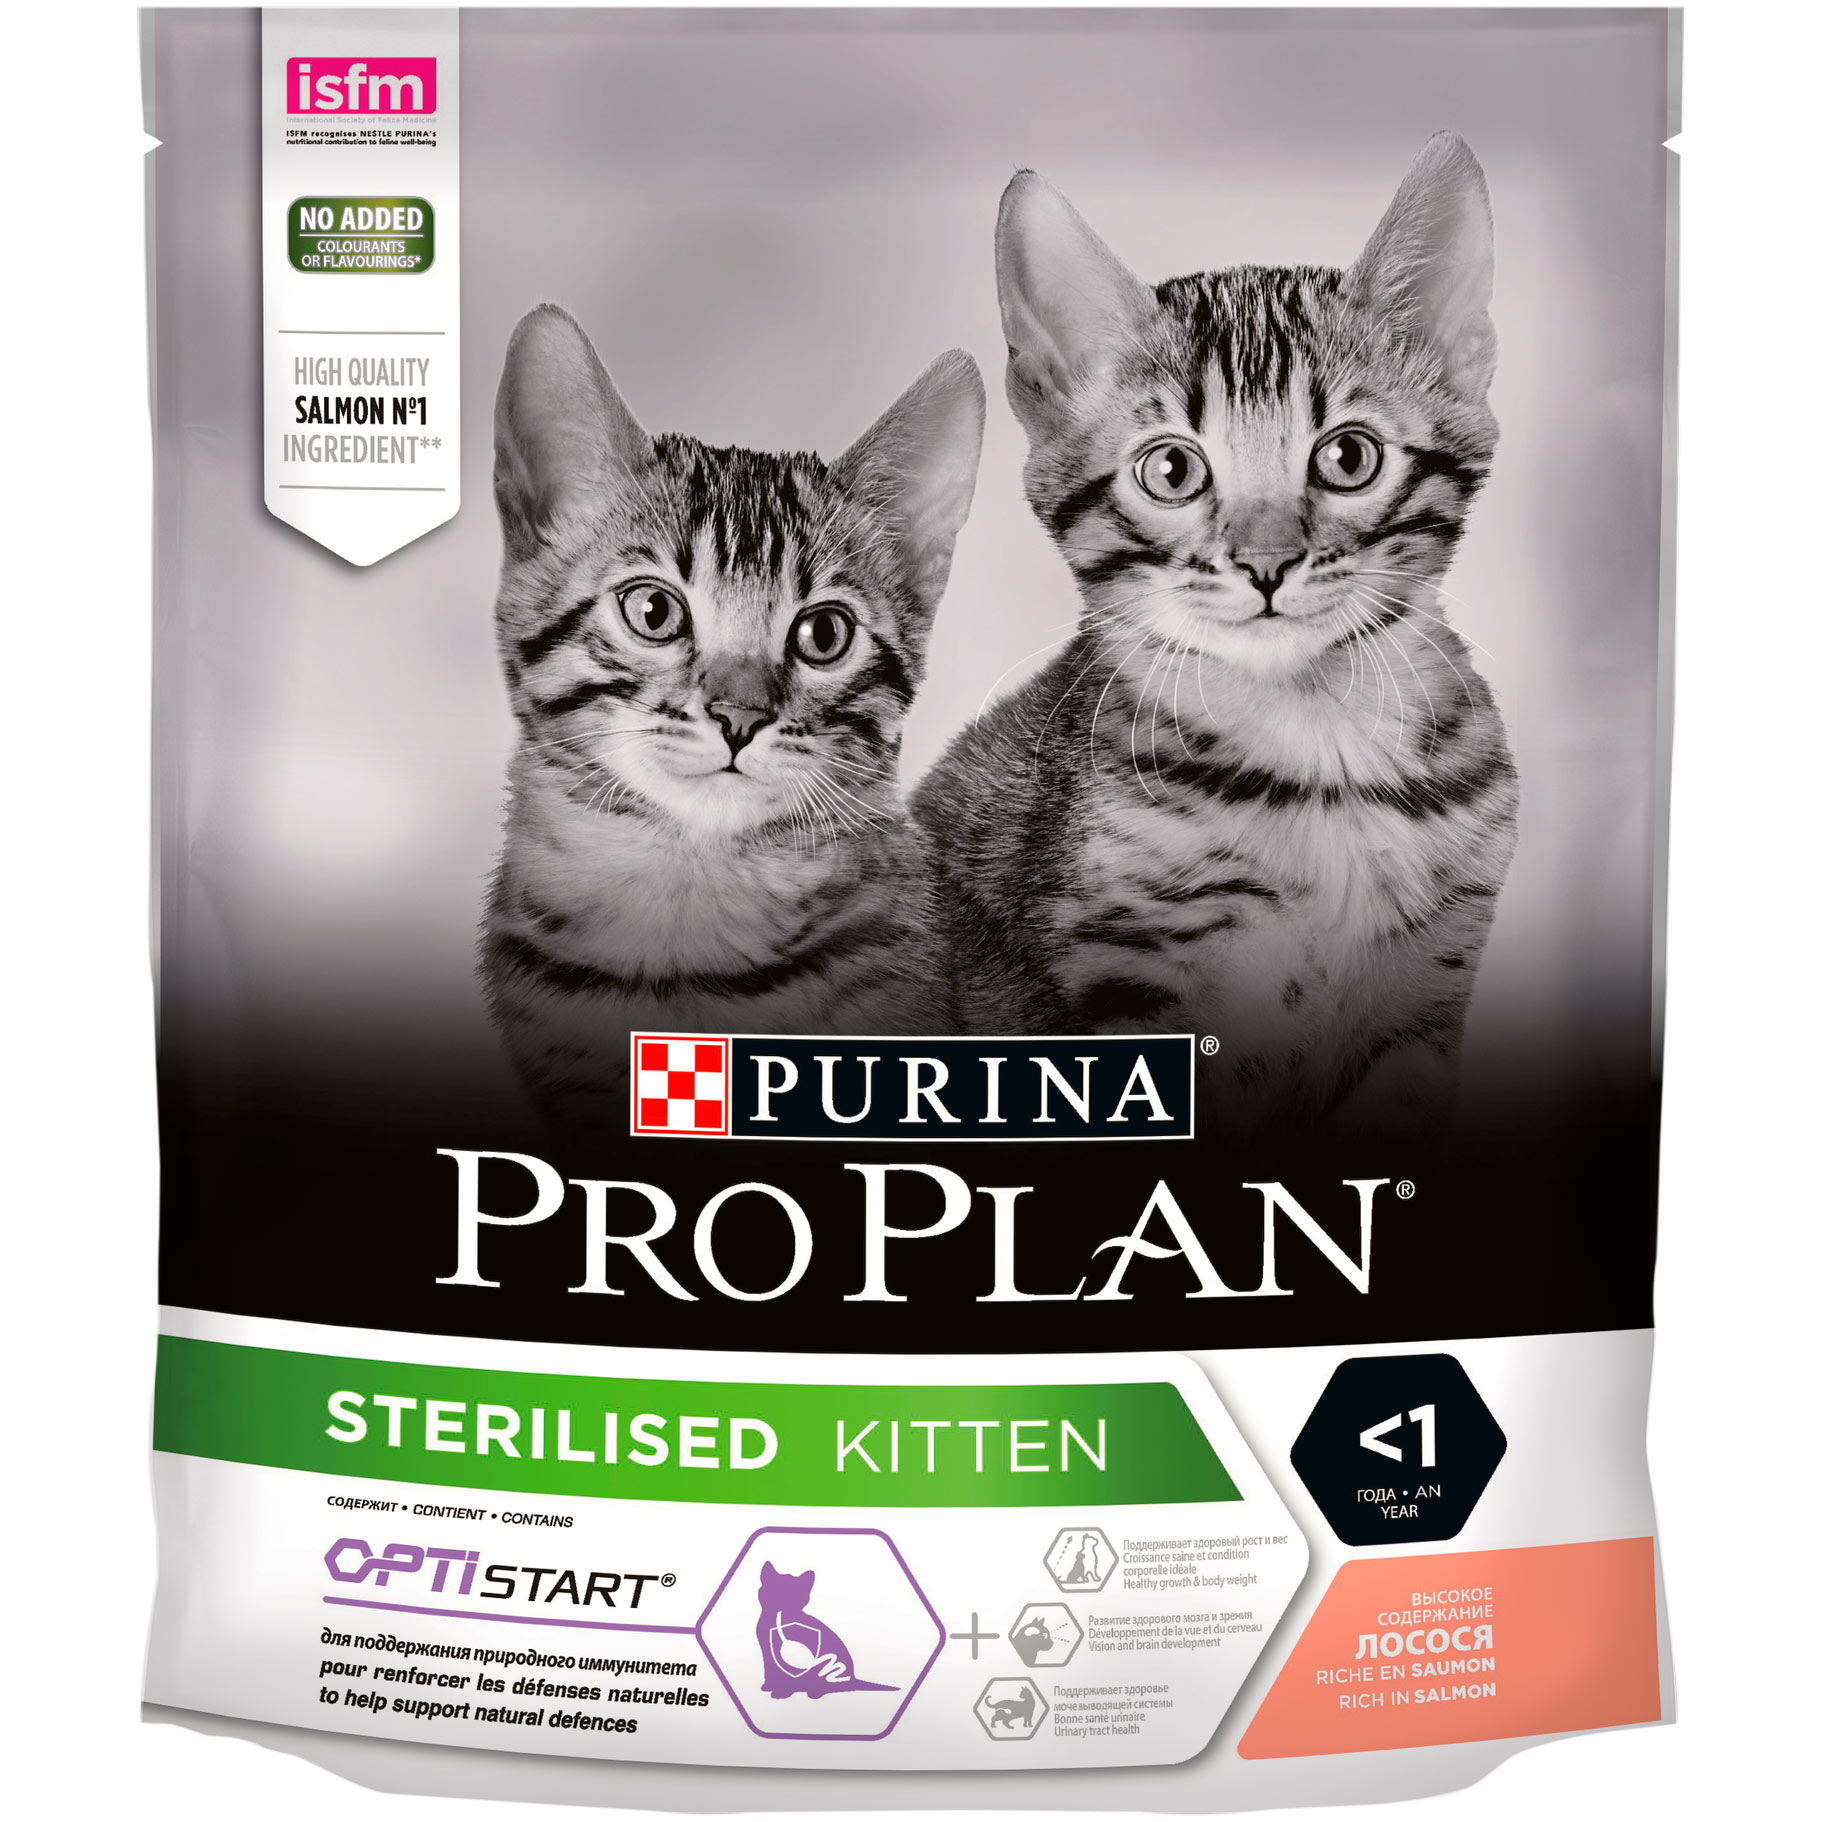 isfm
International Society of Feline Medicine
ISFM recognises NESTLÉ PURINA's
nutritional contribution to feline well-being
NO ADDED
COLOURANTS
OR FLAVOURINGS*
HIGH QUALITY
SALMON Nº1
INGREDIENT**
PURINA®
PRO PLAN®
STERILISED KITTEN
<1
ГОДА • AN
YEAR
СОДЕРЖИТ • CONTIENT • CONTAINS
OPTISTART®
для поддержания природного иммунитета
pour renforcer les défenses naturelles
to help support natural defences
+
Поддерживает здоровый рост и вес
Croissance saine et condition
corporelle idéale
Healthy growth & body weight
Развитие здорового мозга и зрения
Développement de la vue et du cerveau
Vision and brain development
Поддерживает здоровье
мочевыводящей системы
Bonne santé urinaire
Urinary tract health
ВЫСОКОЕ
СОДЕРЖАНИЕ
ЛОСОСЯ
RICHE EN SAUMON
RICH IN SALMON